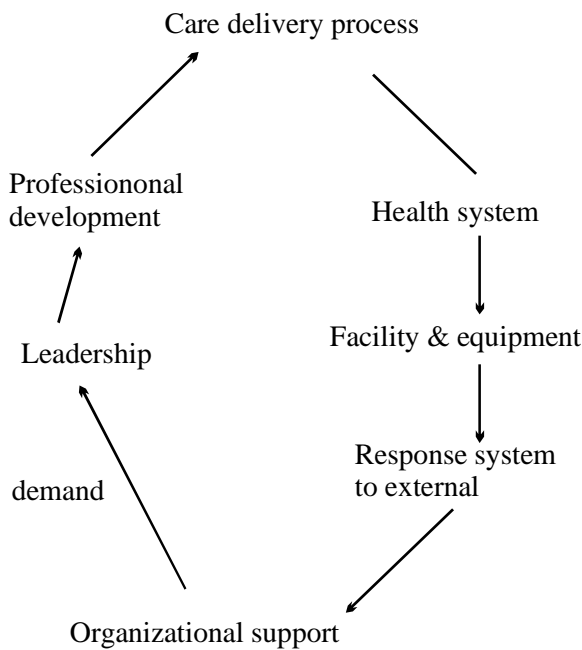 Care delivery process
Professiononal
development
Health system
Facility & equipment
Leadership
Response system
to external
demand
Organizational support